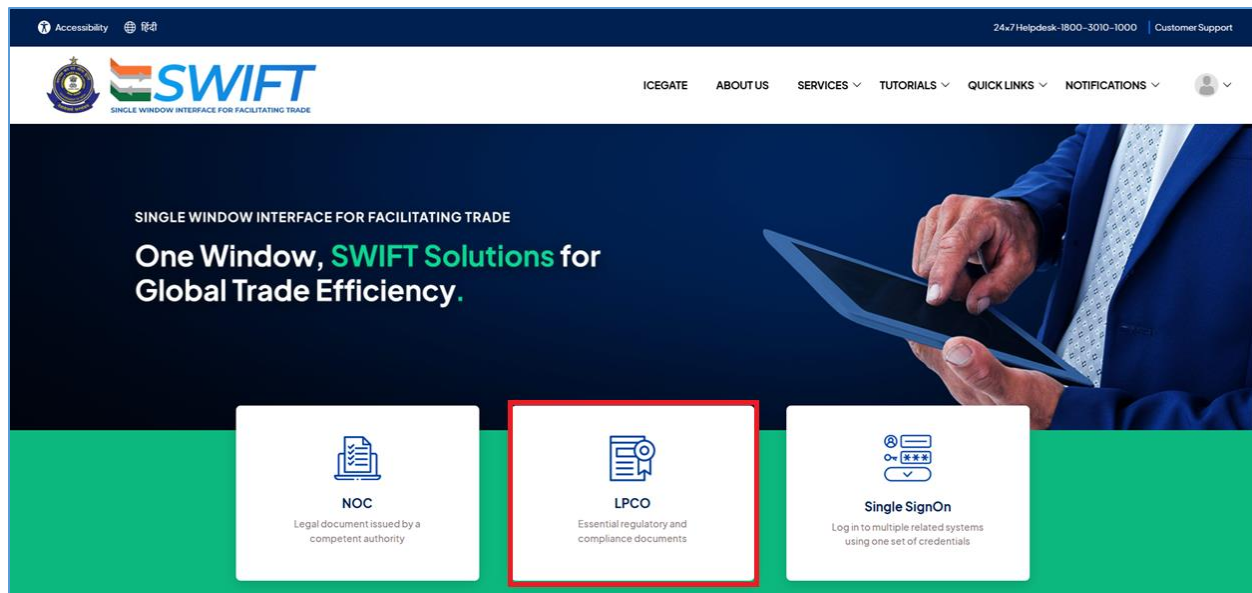 Accessibility हिंदी 24x7 Helpdesk-1800-3010-1000 Customer Support
SWIFT
SINGLE WINDOW INTERFACE FOR FACILITATING TRADE
ICEGATE ABOUT US SERVICES TUTORIALS QUICK LINKS NOTIFICATIONS
SINGLE WINDOW INTERFACE FOR FACILITATING TRADE
One Window, SWIFT Solutions for
Global Trade Efficiency.
NOC
Legal document issued by a
competent authority
LPCO
Essential regulatory and
compliance documents
Single SignOn
Log in to multiple related systems
using one set of credentials